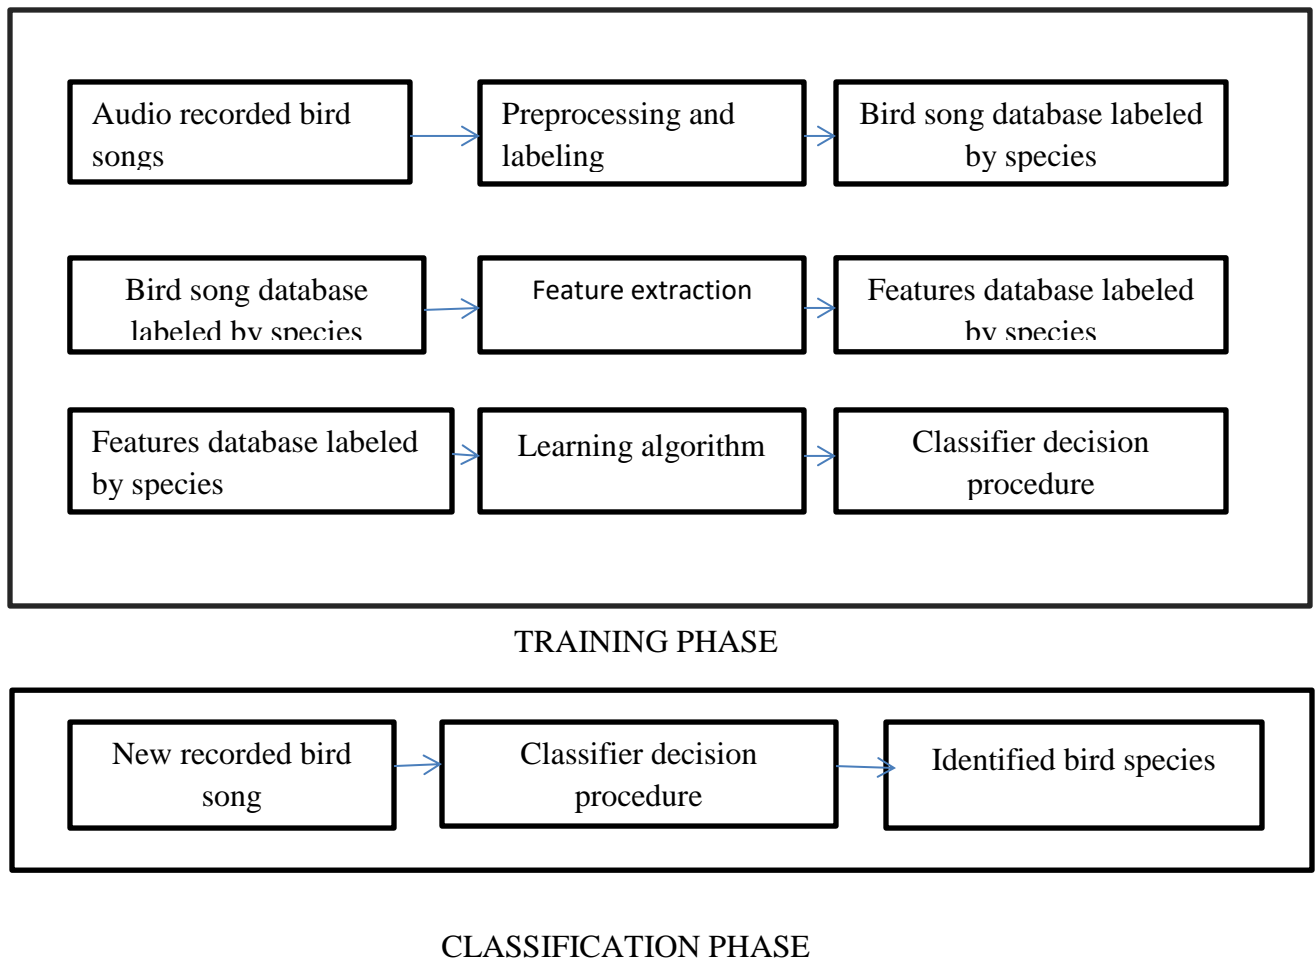 Audio recorded bird
songs
Preprocessing and
labeling
Bird song database labeled
by species
Bird song database
labeled by species
Feature extraction
Features database labeled
by species
Features database labeled
by species
Learning algorithm
Classifier decision
procedure
TRAINING PHASE
New recorded bird
song
Classifier decision
procedure
Identified bird species
CLASSIFICATION PHASE